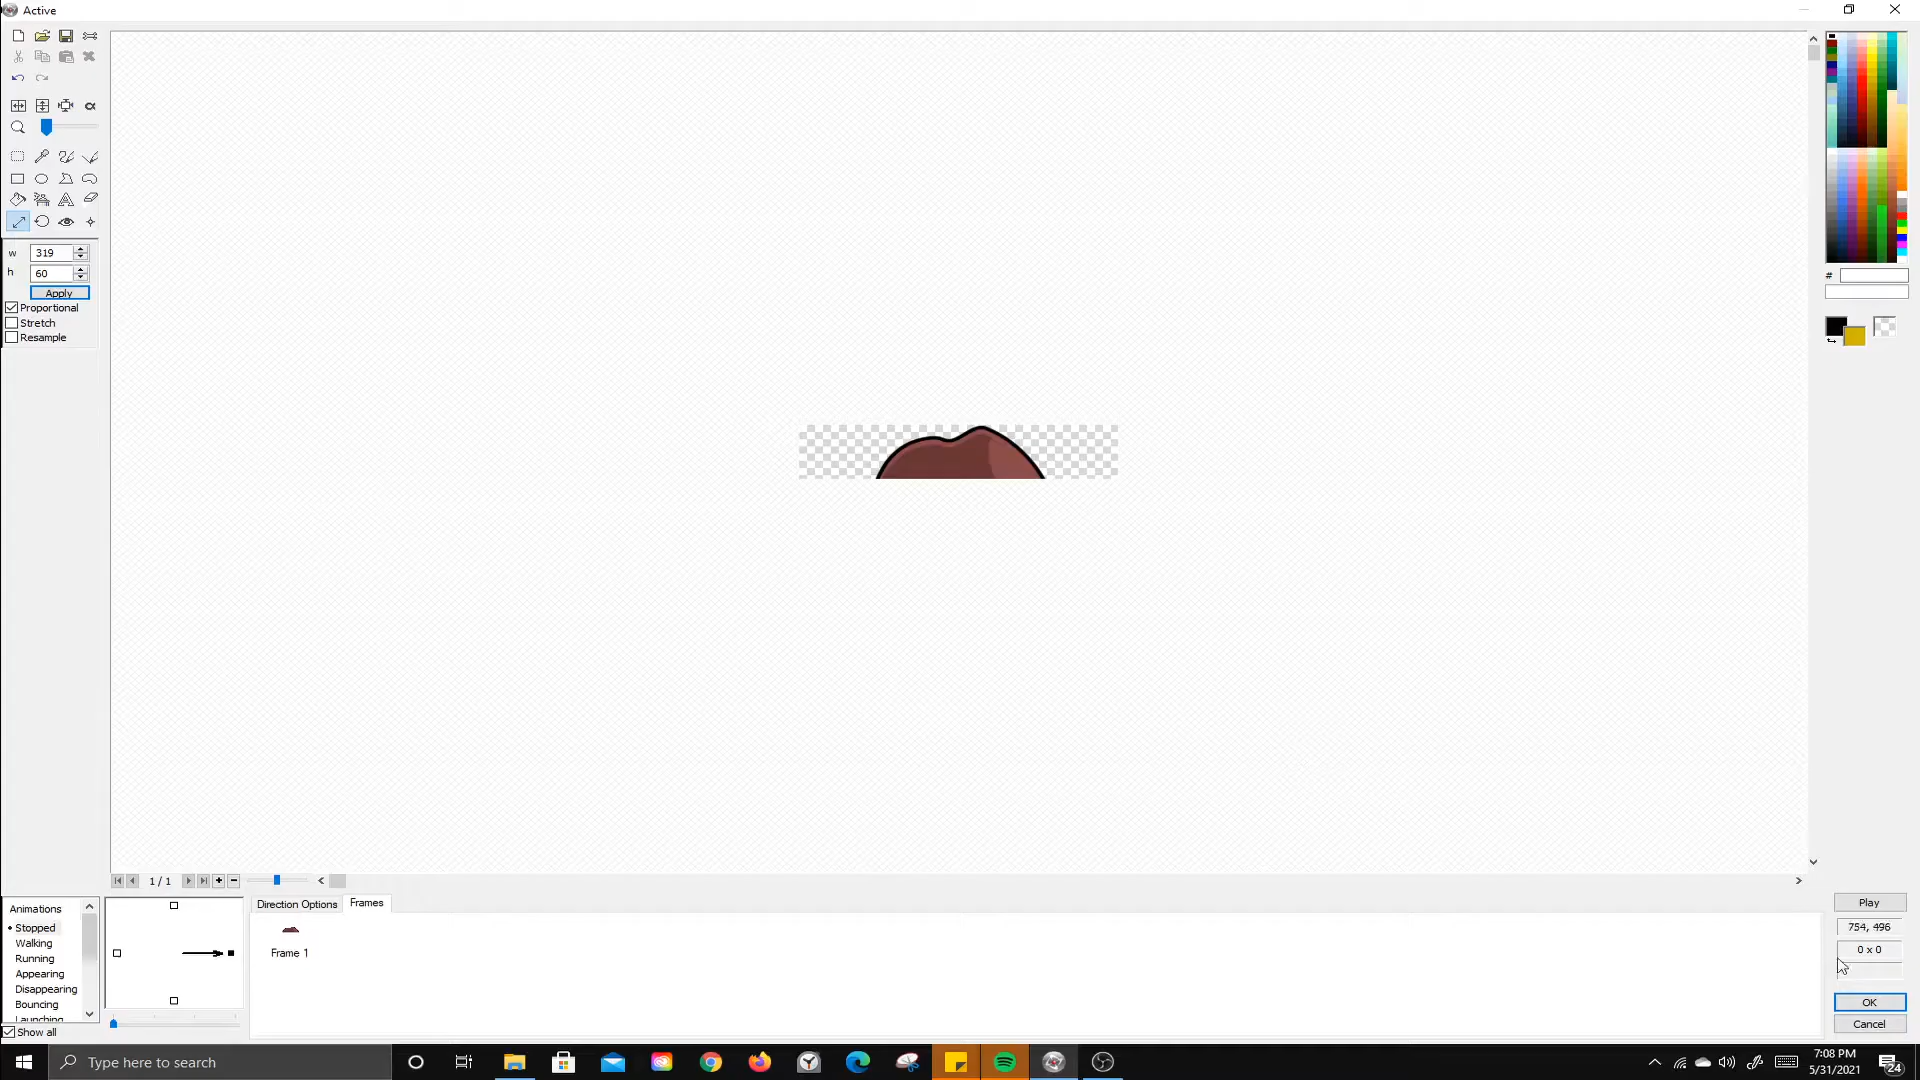 Active
w 319
h 60
Apply
Proportional
Stretch
Resample
#
1 / 1
Animations
Stopped
Walking
Running
Appearing
Disappearing
Bouncing
Launching
Show all
Direction Options
Frames
Frame 1
Play
754, 496
0 x 0
OK
Cancel
Type here to search
7:08 PM
5/31/2021
24